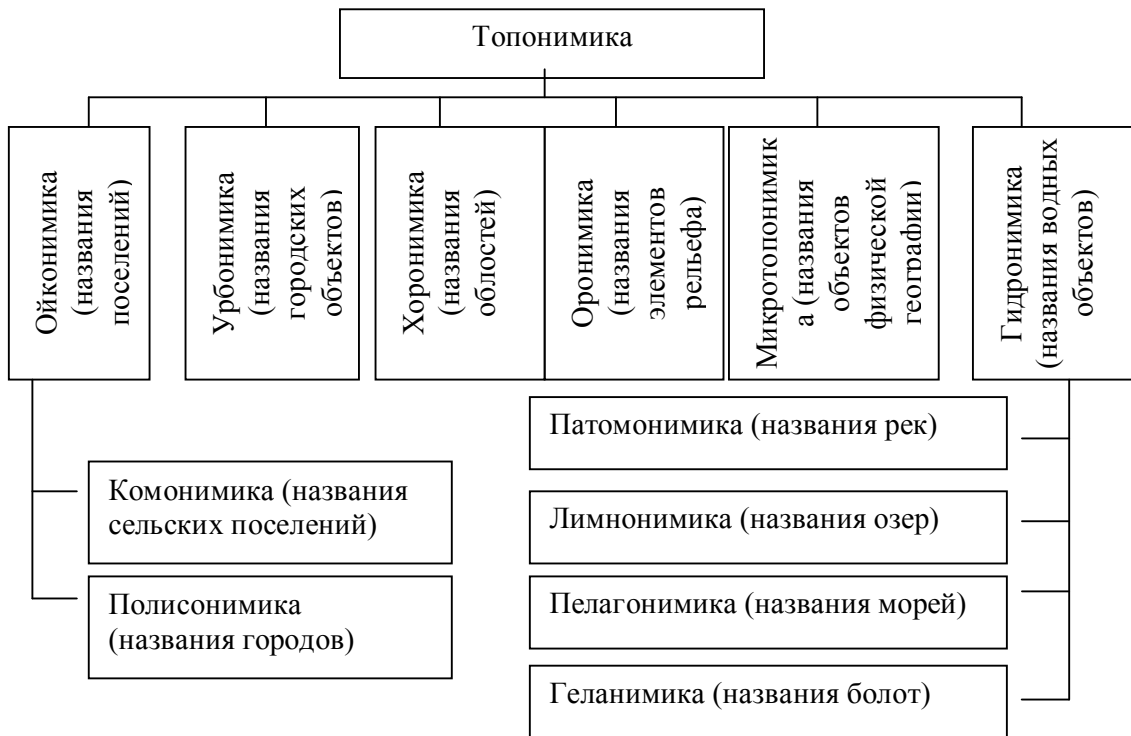 Топонимика
Ойконимика
(названия
поселений)
Урбонимика
(названия
городских
объектов)
Хоронимика
(названия
облостей)
Оронимика
(названия
элементов
рельефа)
Микротопонимик
а (названия
объектов
физической
географии)
Гидронимика
(названия водных
объектов)
Патомонимика (названия рек)
Комонимика (названия
сельских поселений)
Лимнонимика (названия озер)
Полисонимика
(названия городов)
Пелагонимика (названия морей)
Геланимика (названия болот)